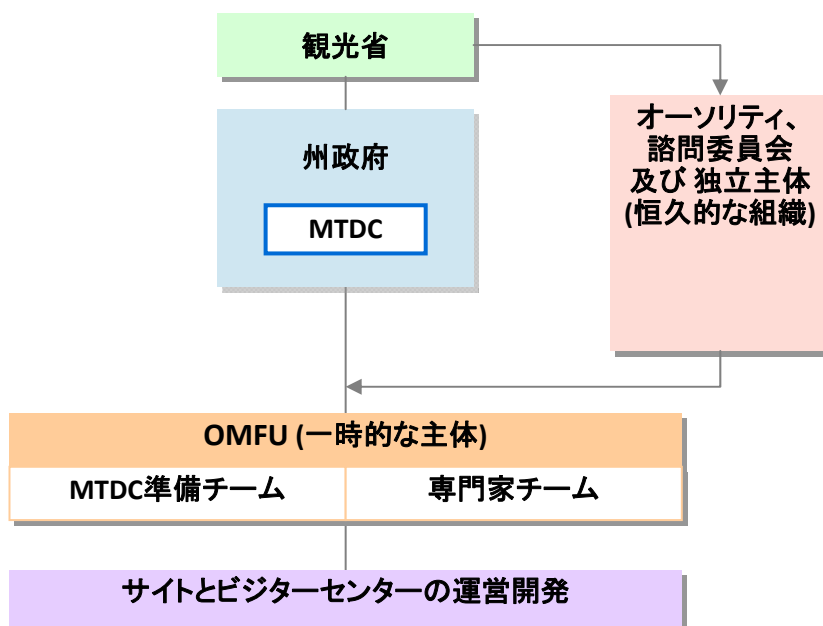 観光省
州政府
MTDC
オーソリティ、
諮問委員会
及び 独立主体
(恒久的な組織)
OMFU (一時的な主体)
MTDC準備チーム
専門家チーム
サイトとビジターセンターの運営開発